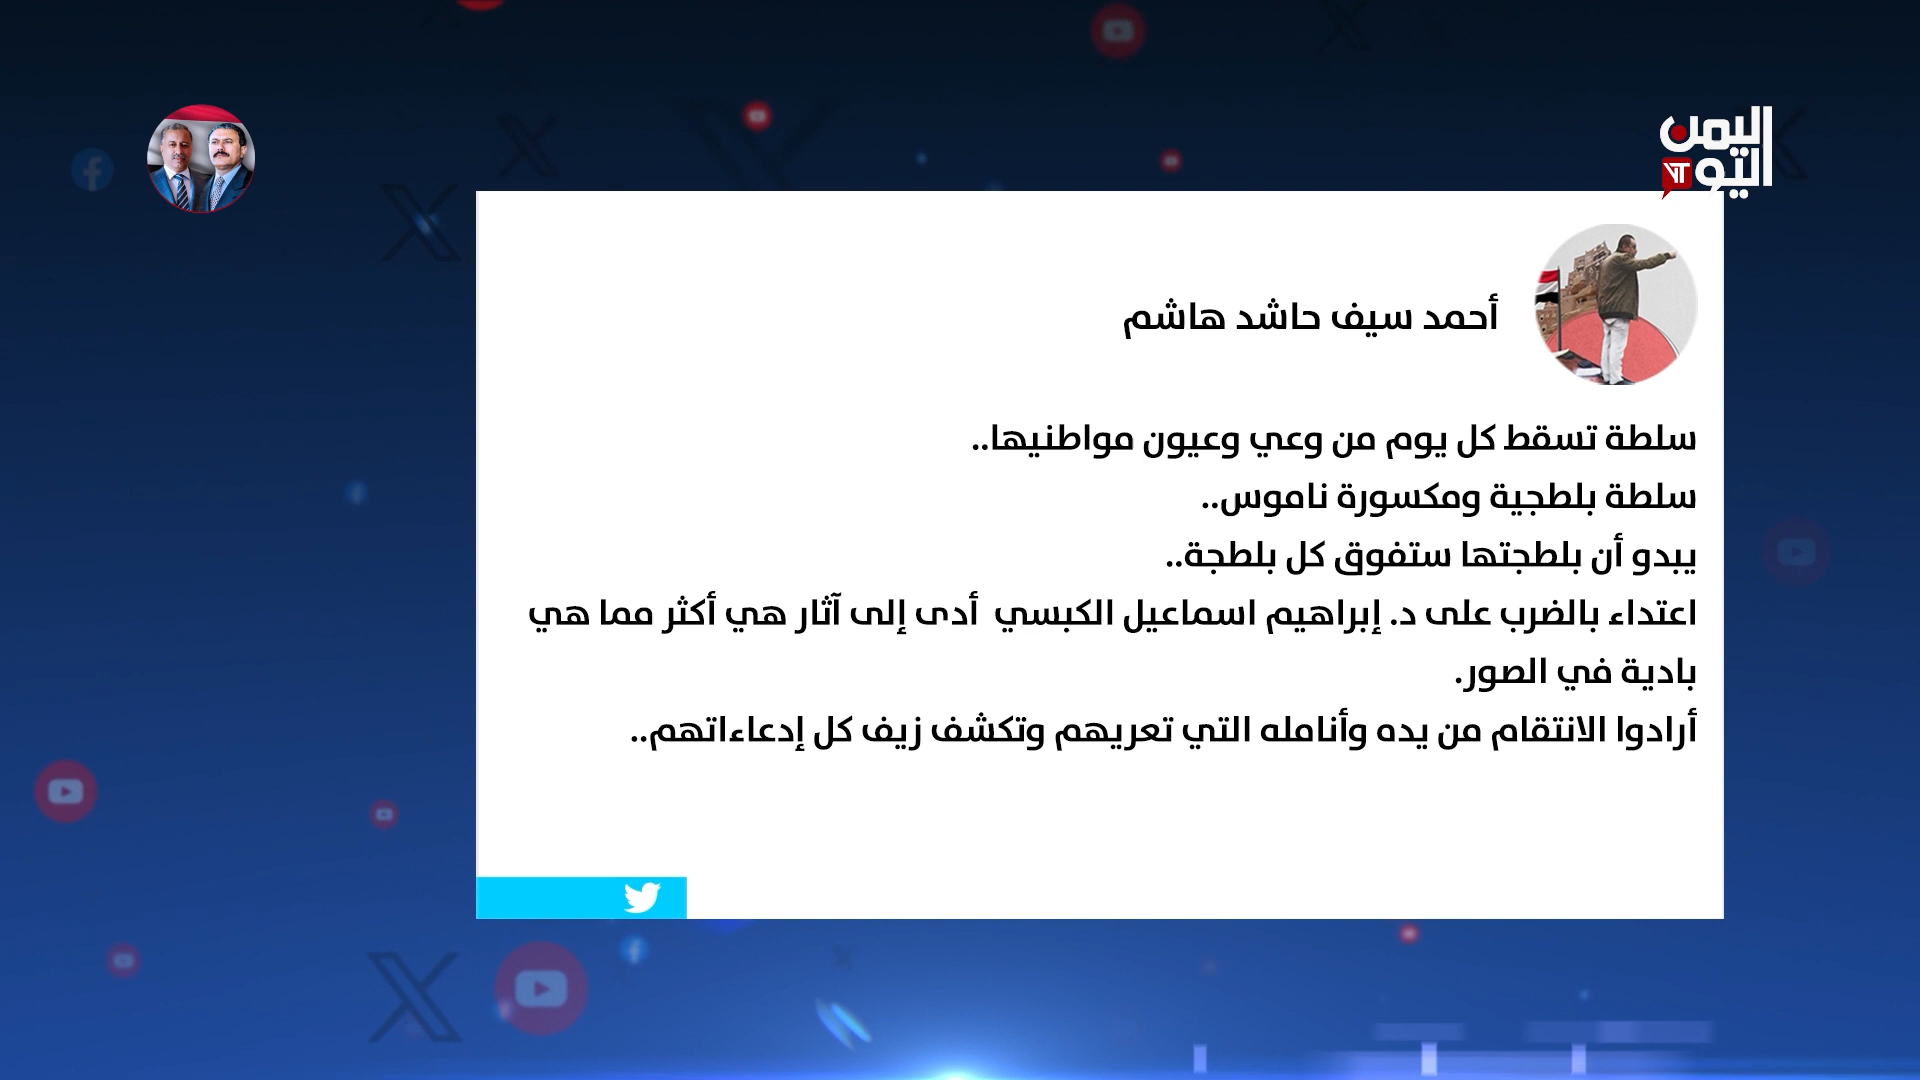 اليمن
اليوم
YT
أحمد سيف حاشد هاشم
سلطة تسقط كل يوم من وعي وعيون مواطنيها..
سلطة بلطجية ومكسورة ناموس..
يبدو أن بلطجتها ستفوق كل بلطجة..
اعتداء بالضرب على د. إبراهيم اسماعيل الكبسي  أدى إلى آثار هي أكثر مما هي
بادية في الصور.
أرادوا الانتقام من يده وأنامله التي تعريهم وتكشف زيف كل إدعاءاتهم..